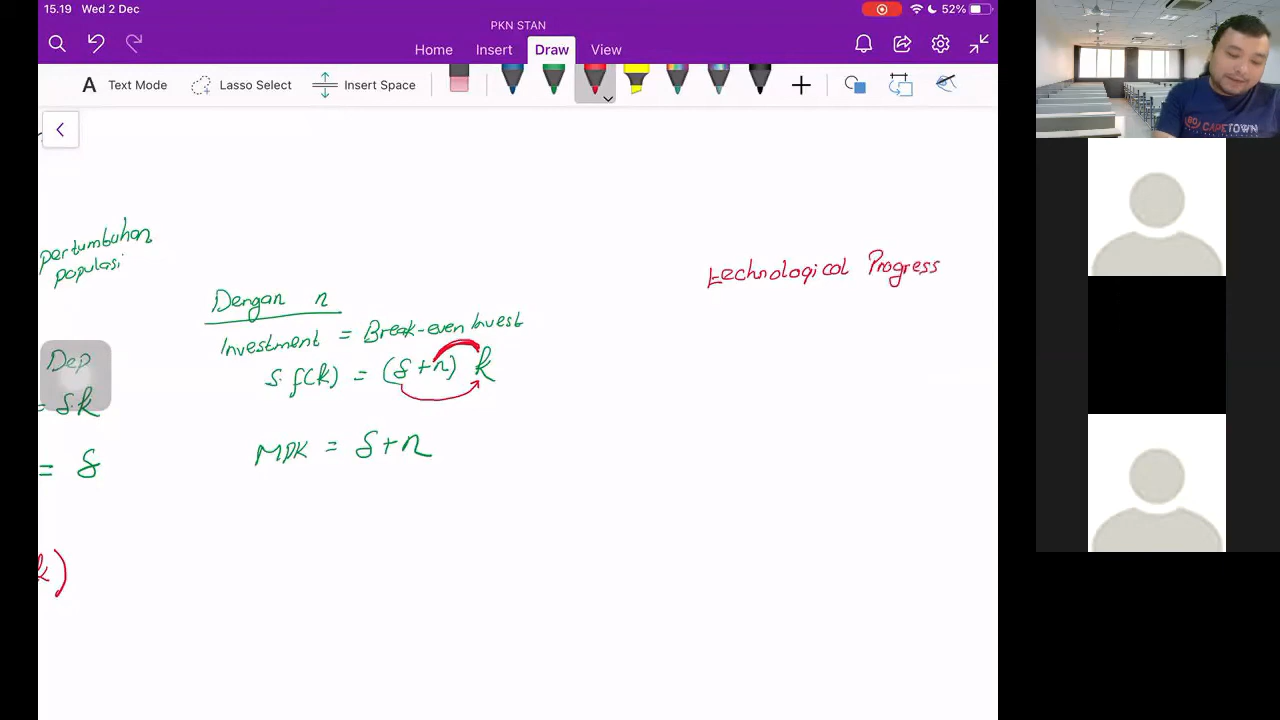 15.19 Wed 2 Dec
52%
PKN STAN
Home Insert Draw View
Text Mode
Lasso Select
Insert Space
CAPETOWN
pertumbuhan
populasi
technological Progress
Dengan n
Investment = Break-even Invest
s. f(k) = (δ+n) k
Dep
= δ.k
MPK = δ+n
= δ
k)